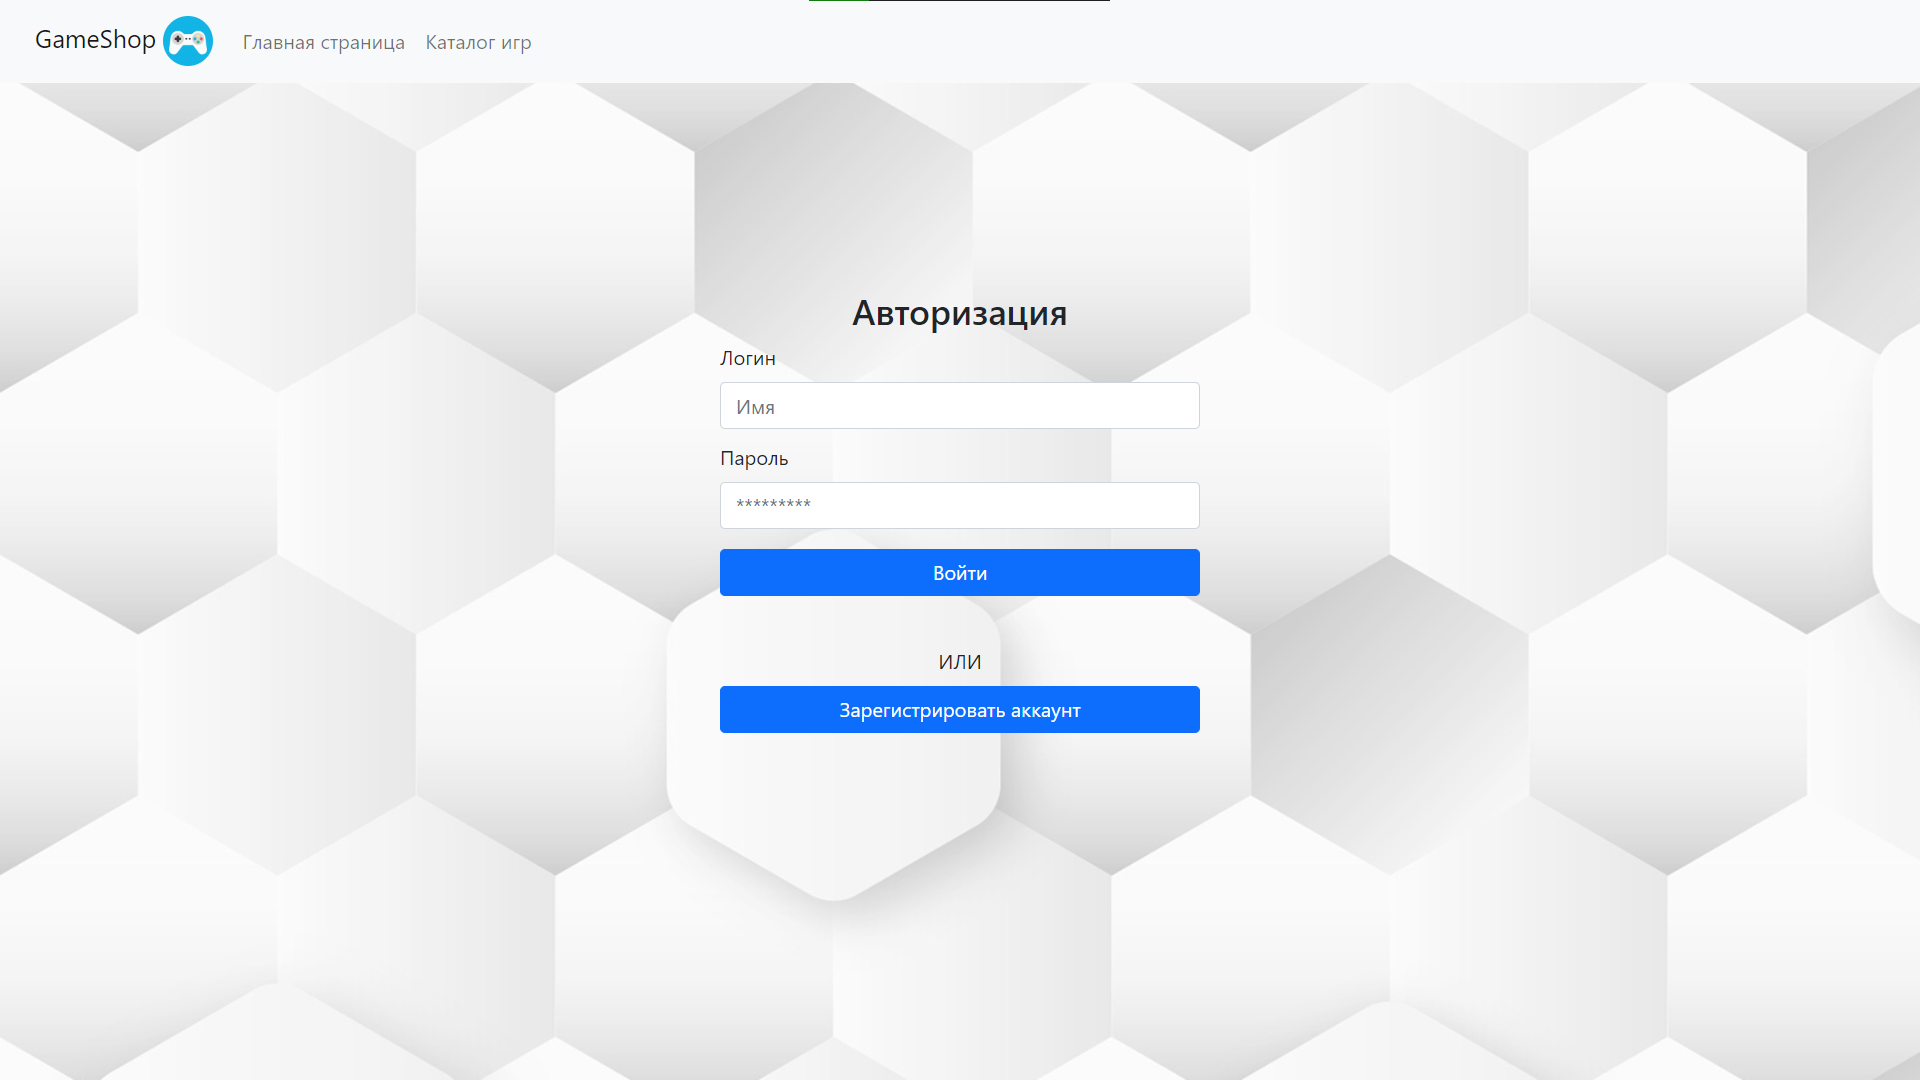 GameShop Главная страница Каталог игр
Авторизация
Логин
Имя
Пароль
*********
Войти
ИЛИ
Зарегистрировать аккаунт